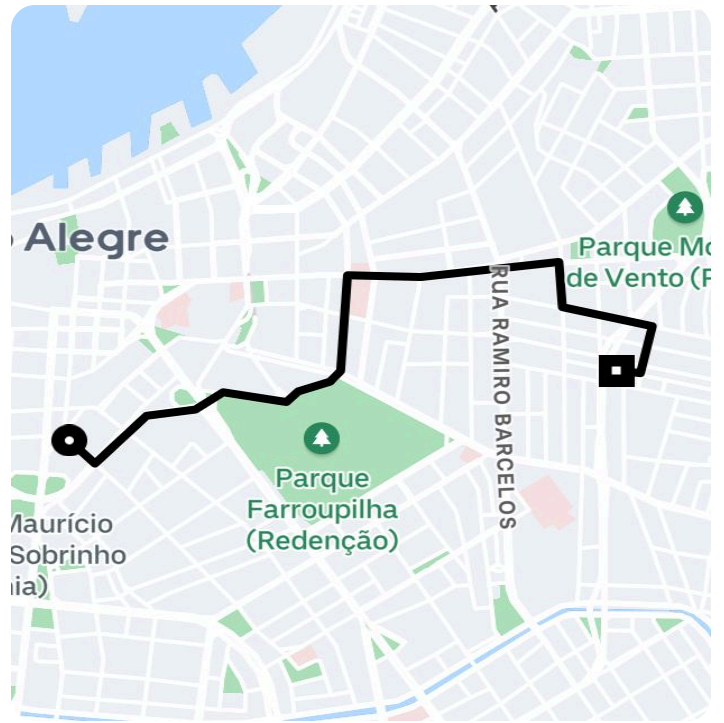 Alegre
Parque Mo
de Vento (P
RUA RAMIRO BARCELOS
Parque
Farroupilha
(Redenção)
Maurício
Sobrinho
ia)